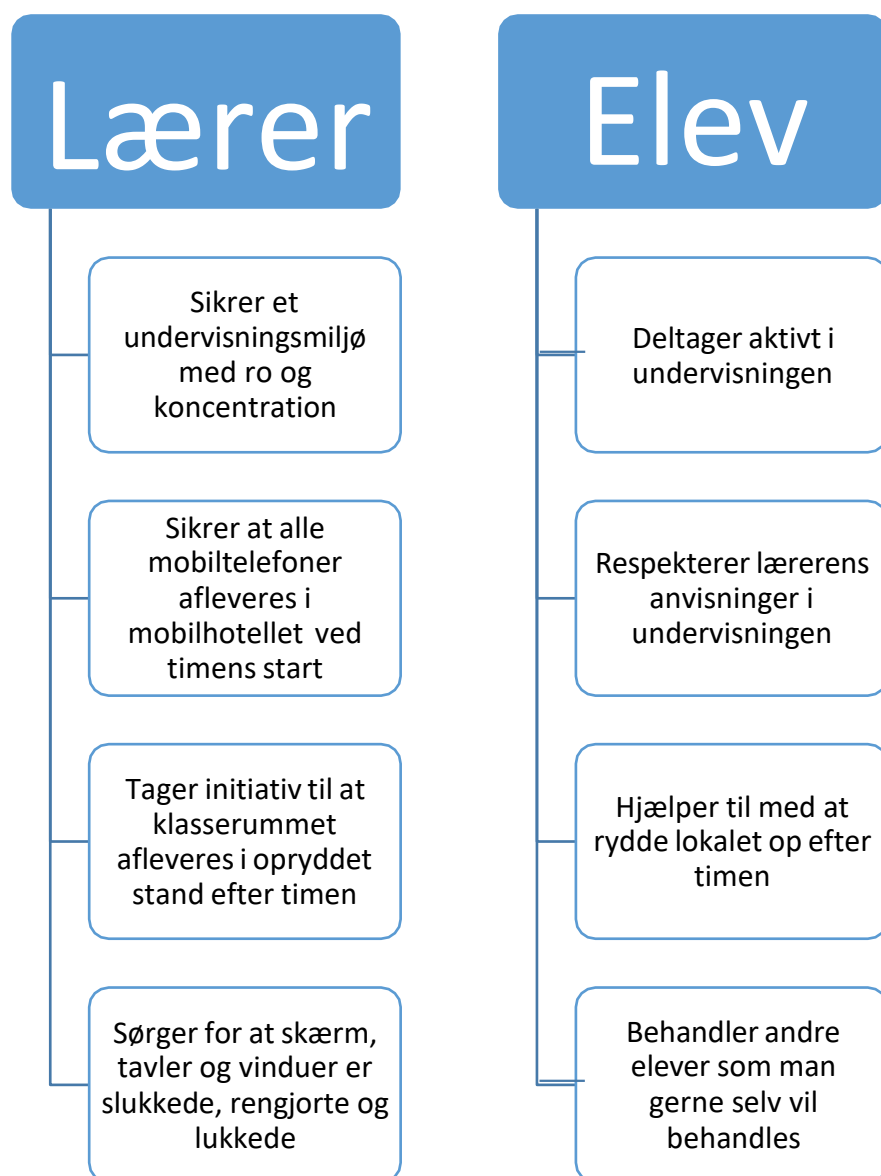 Lærer
Sikrer et
undervisningsmiljø
med ro og
koncentration
Sikrer at alle
mobiltelefoner
afleveres i
mobilhotellet ved
timens start
Tager initiativ til at
klasserummet
afleveres i opryddet
stand efter timen
Sørger for at skærm,
tavler og vinduer er
slukkede, rengjorte og
lukkede
Elev
Deltager aktivt i
undervisningen
Respekterer lærerens
anvisninger i
undervisningen
Hjælper til med at
rydde lokalet op efter
timen
Behandler andre
elever som man
gerne selv vil
behandles